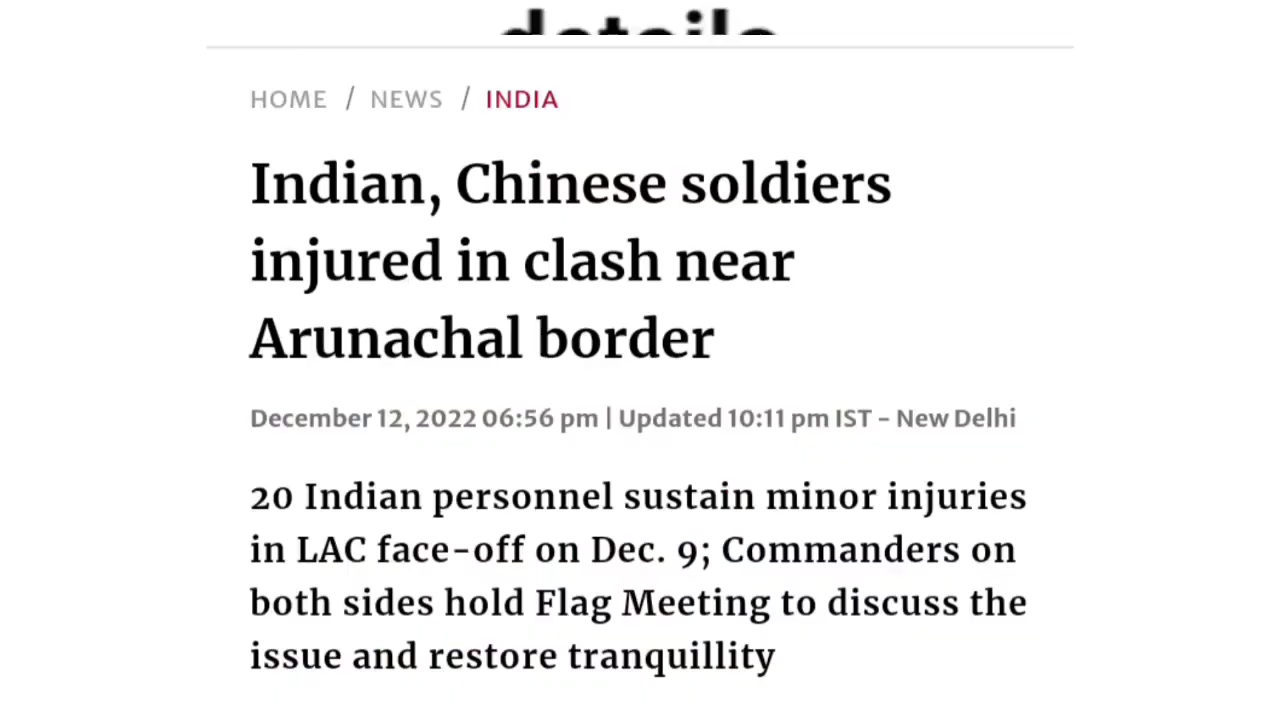 HOME / NEWS / INDIA
Indian, Chinese soldiers
injured in clash near
Arunachal border
December 12, 2022 06:56 pm | Updated 10:11 pm IST - New Delhi
20 Indian personnel sustain minor injuries
in LAC face-off on Dec. 9; Commanders on
both sides hold Flag Meeting to discuss the
issue and restore tranquillity